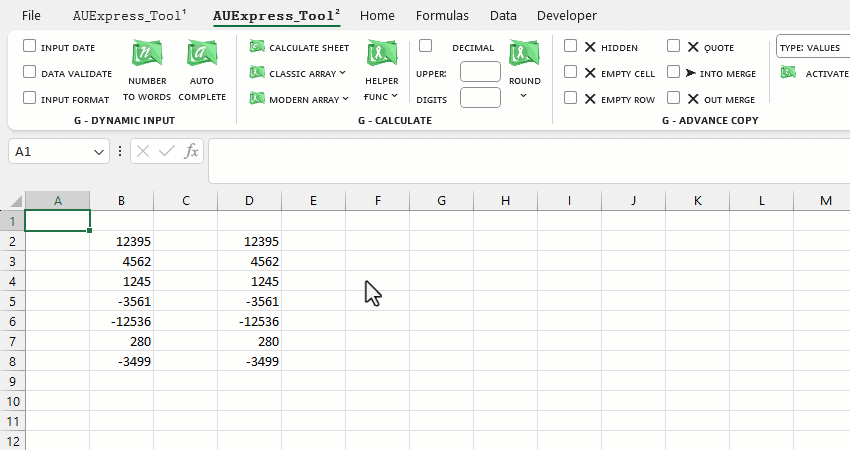 File AUExpress_Tool¹ AUExpress_Tool² Home Formulas Data Developer
INPUT DATE
DATA VALIDATE
INPUT FORMAT
NUMBER
TO WORDS
AUTO
COMPLETE
G - DYNAMIC INPUT
CALCULATE SHEET
CLASSIC ARRAY
MODERN ARRAY
HELPER
FUNC
DECIMAL
UPPER:
DIGITS
ROUND
G - CALCULATE
HIDDEN
EMPTY CELL
EMPTY ROW
QUOTE
INTO MERGE
OUT MERGE
TYPE: VALUES
ACTIVATE
G - ADVANCE COPY
A1
fx
A B C D E F G H I J K L M
1
2 12395 12395
3 4562 4562
4 1245 1245
5 -3561 -3561
6 -12536 -12536
7 280 280
8 -3499 -3499
9
10
11
12